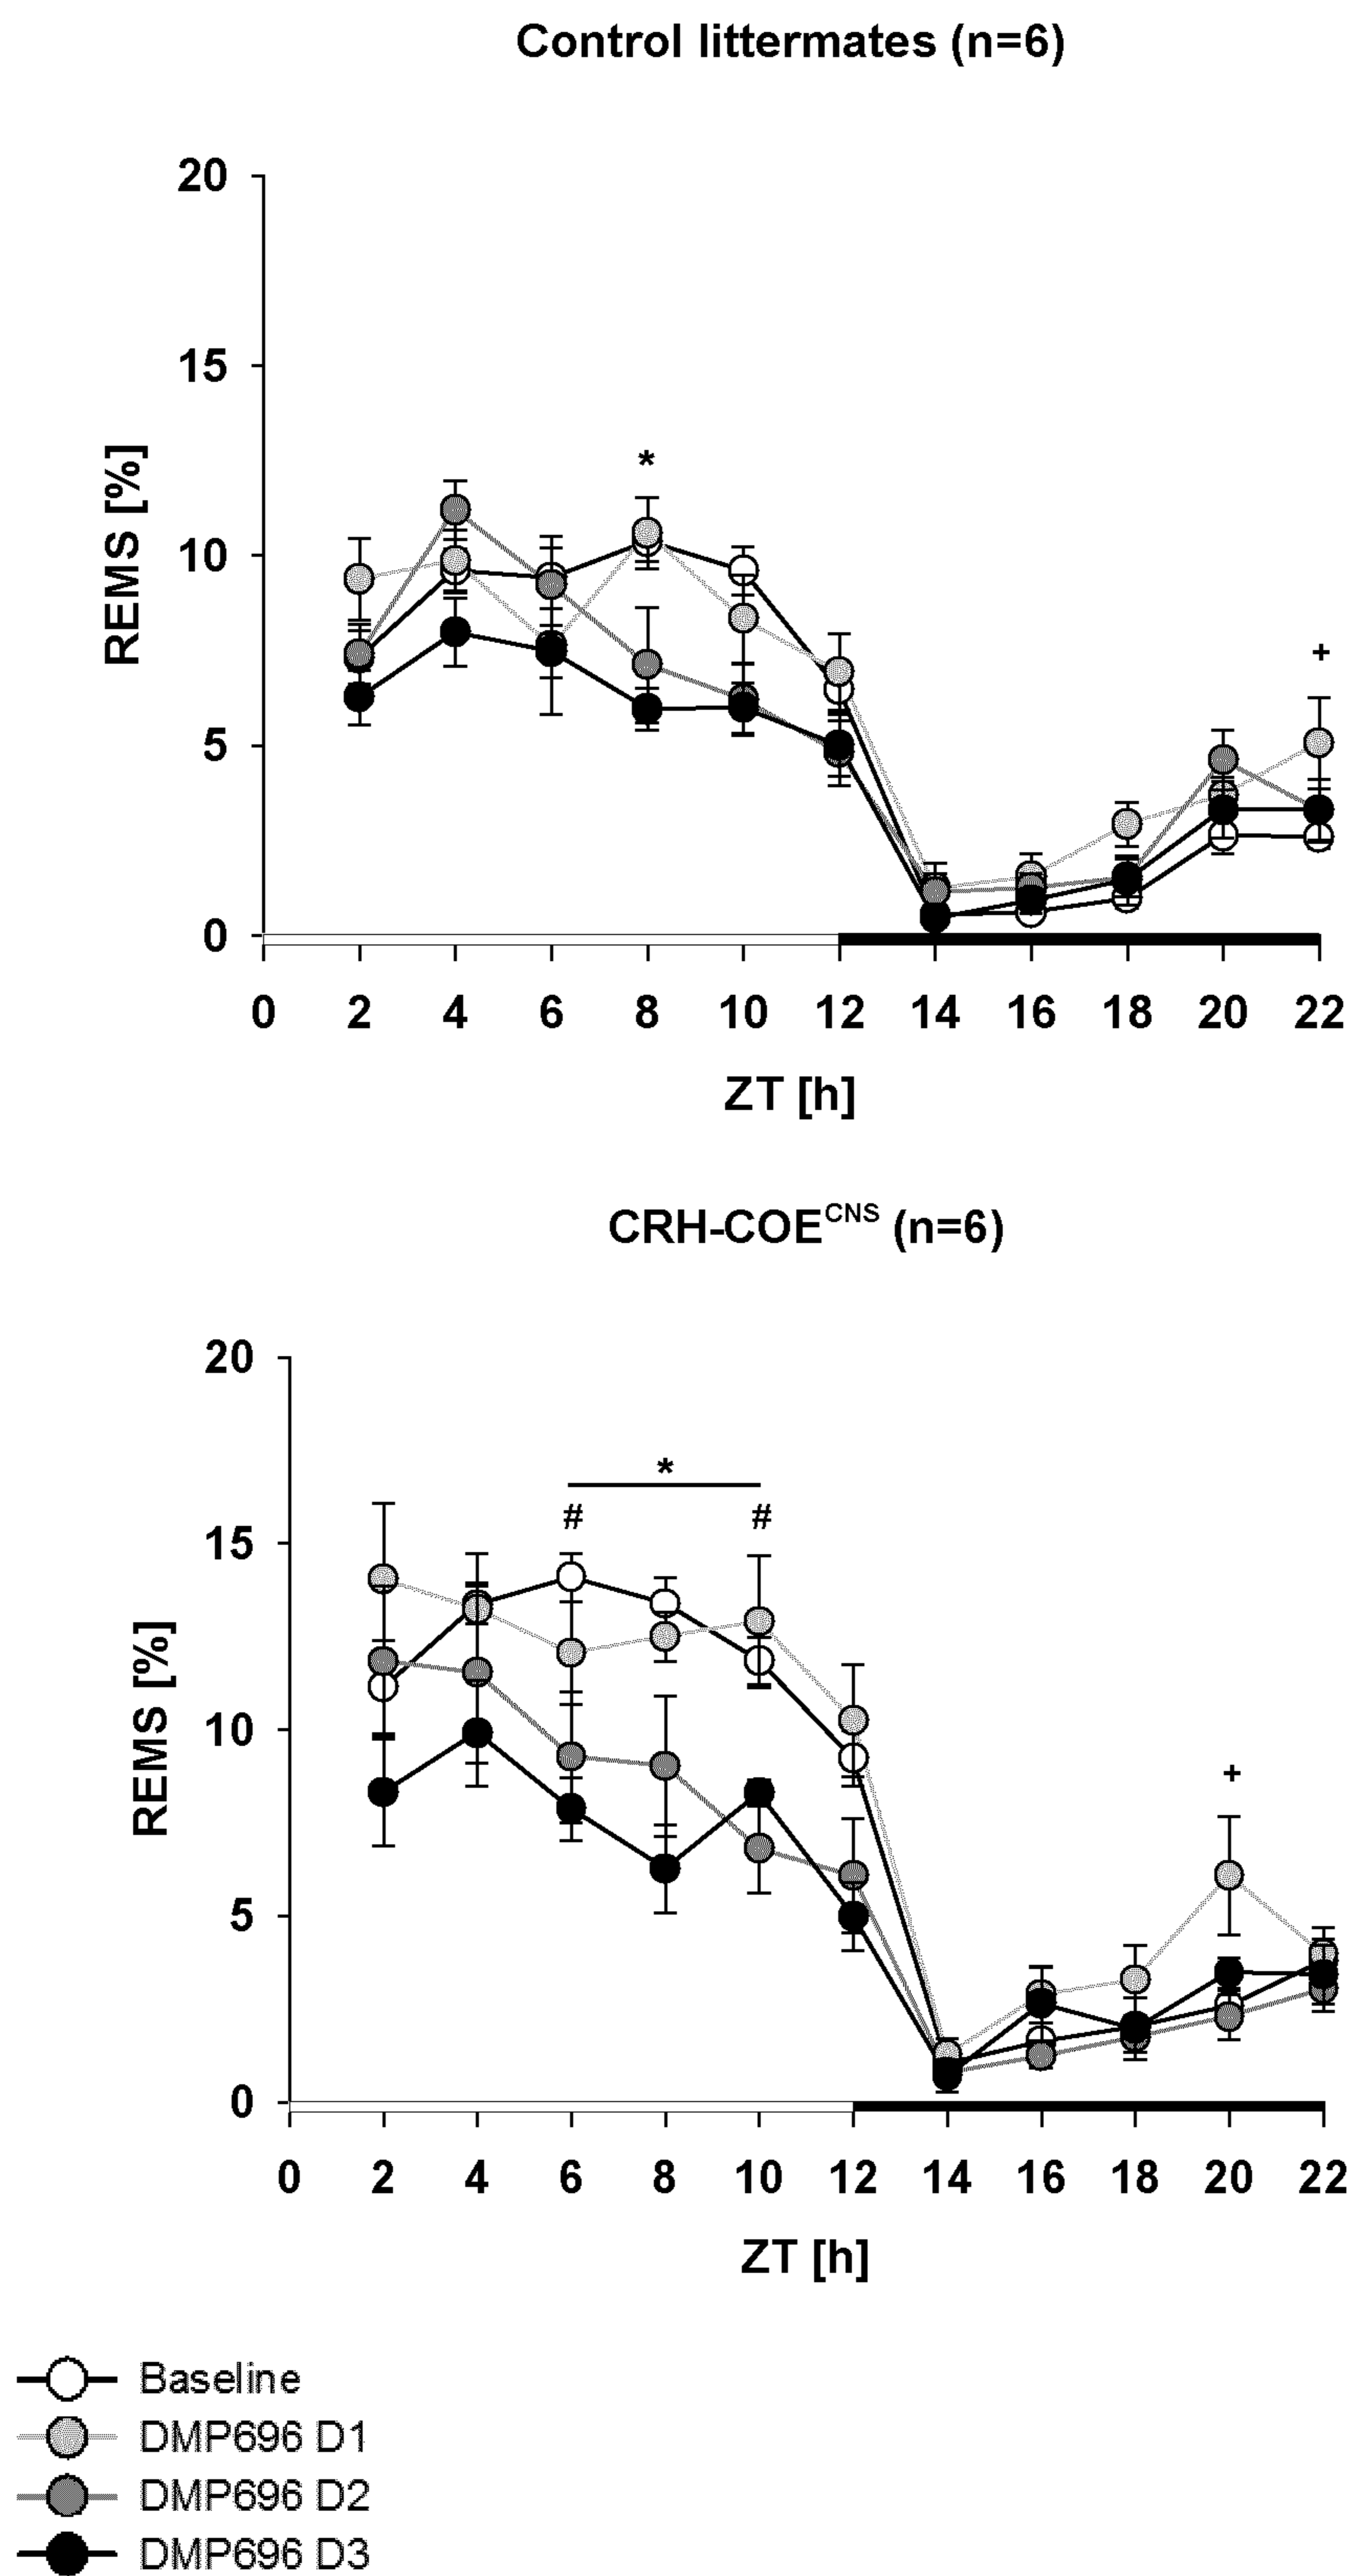 Control littermates (n=6)
20
15
10
5
0
REMS [%]
*
+
0 2 4 6 8 10 12 14 16 18 20 22
ZT [h]
CRH-COE^CNS (n=6)
20
15
10
5
0
REMS [%]
*
# #
+
0 2 4 6 8 10 12 14 16 18 20 22
ZT [h]
Baseline
DMP696 D1
DMP696 D2
DMP696 D3